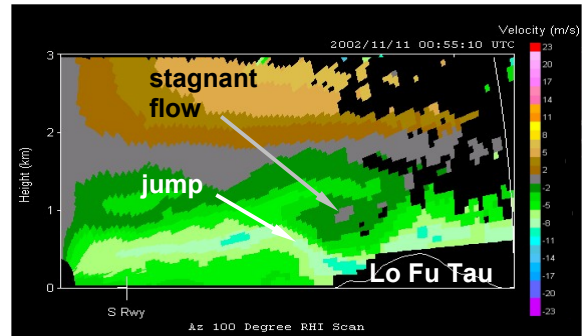 Velocity (m/s)
2002/11/11 00:55:10 UTC
23
17
14
11
8
5
2
-2
-5
-8
-11
-14
-17
-20
-23
3
2
1
0
Height (km)
stagnant
flow
jump
Lo Fu Tau
S Rwy
Az 100 Degree RHI Scan